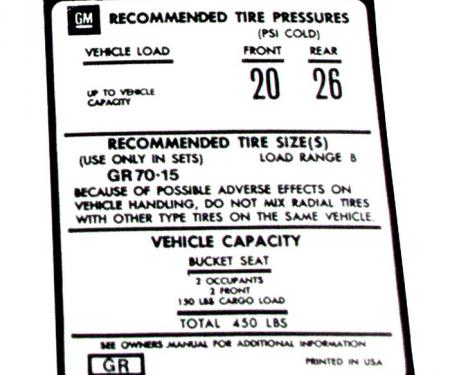 GM RECOMMENDED TIRE PRESSURES
(PSI COLD)
VEHICLE LOAD FRONT REAR
UP TO VEHICLE
CAPACITY
20 26
RECOMMENDED TIRE SIZE(S)
(USE ONLY IN SETS) LOAD RANGE B
GR70-15
BECAUSE OF POSSIBLE ADVERSE EFFECTS ON
VEHICLE HANDLING, DO NOT MIX RADIAL TIRES
WITH OTHER TYPE TIRES ON THE SAME VEHICLE.
VEHICLE CAPACITY
BUCKET SEAT
2 OCCUPANTS
2 FRONT
150 LBS CARGO LOAD
TOTAL 450 LBS
SEE OWNERS MANUAL FOR ADDITIONAL INFORMATION
GR PRINTED IN USA